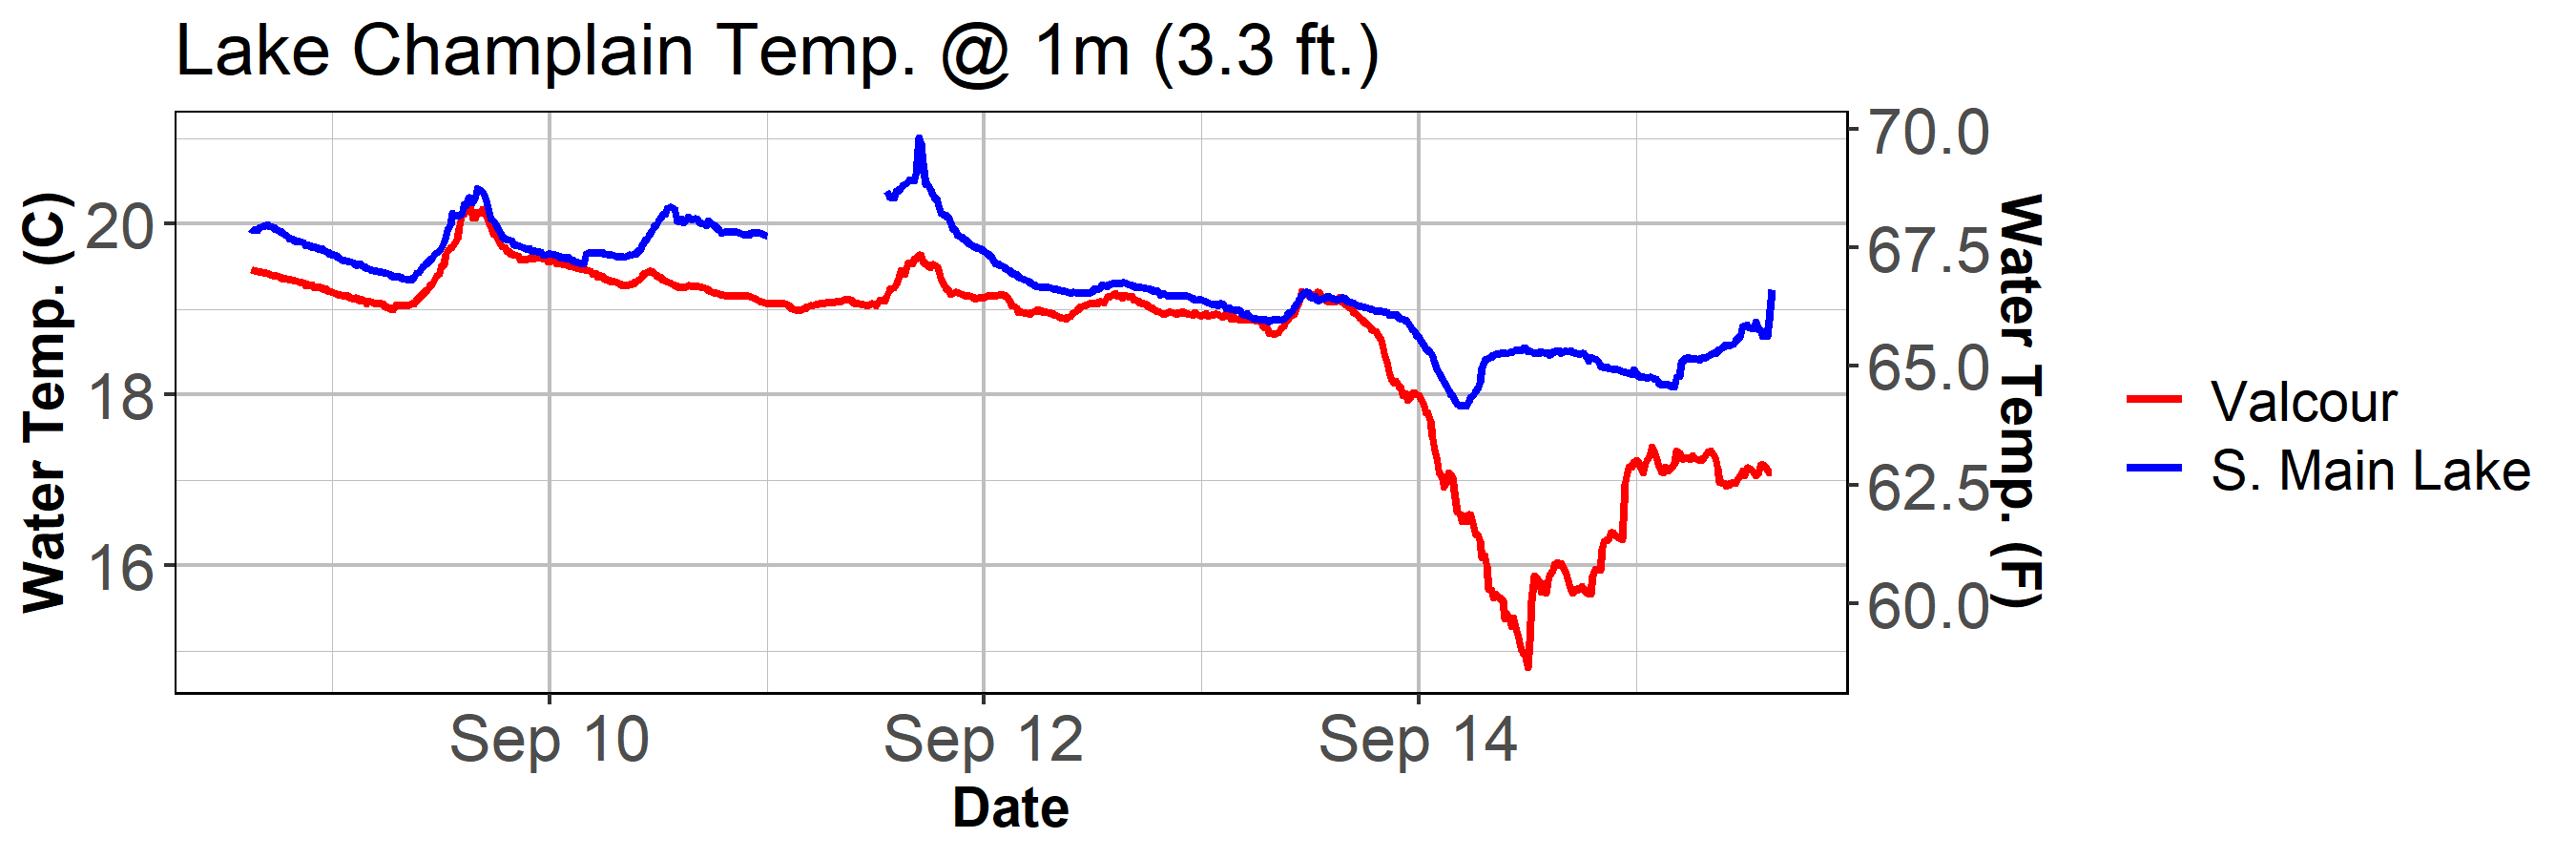 Lake Champlain Temp. @ 1m (3.3 ft.)
Water Temp. (C)
20
18
16
70.0
67.5
65.0
62.5
60.0
Water Temp. (F)
Sep 10
Sep 12
Sep 14
Date
Valcour
S. Main Lake